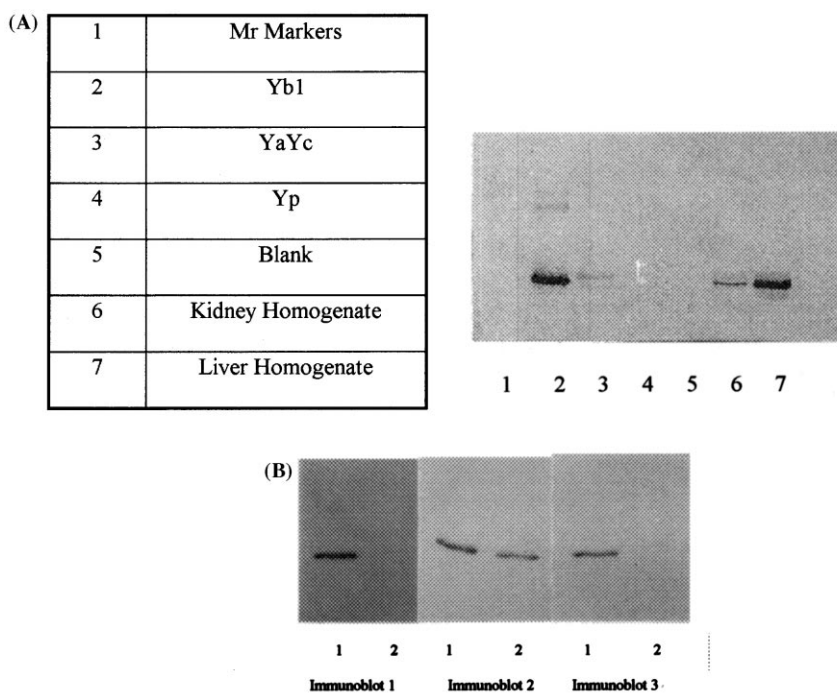 (A)
1 Mr Markers
2 Yb1
3 YaYc
4 Yp
5 Blank
6 Kidney Homogenate
7 Liver Homogenate
1 2 3 4 5 6 7
(B)
1 2 1 2 1 2
Immunoblot 1 Immunoblot 2 Immunoblot 3